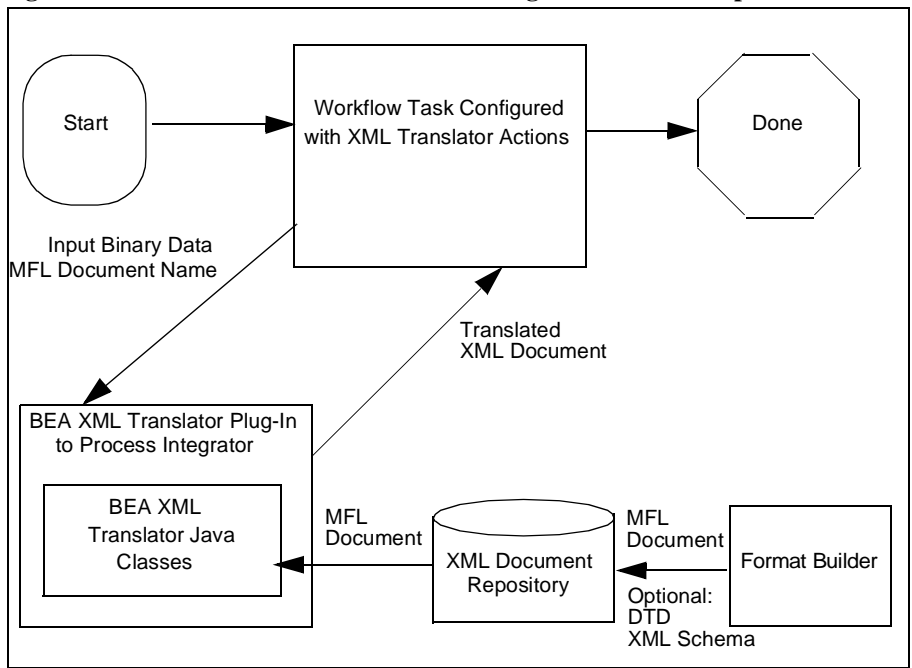 Start
Workflow Task Configured
with XML Translator Actions
Done
Input Binary Data
MFL Document Name
Translated
XML Document
BEA XML Translator Plug-In
to Process Integrator
BEA XML
Translator Java
Classes
MFL
Document
XML Document
Repository
MFL
Document
Optional:
DTD
XML Schema
Format Builder